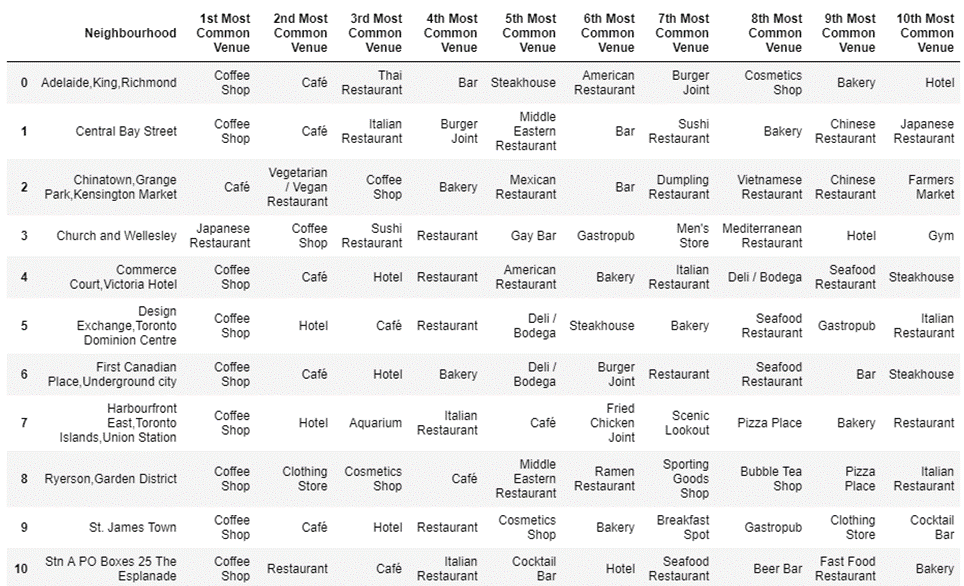 Neighbourhood 1st Most Common Venue 2nd Most Common Venue 3rd Most Common Venue 4th Most Common Venue 5th Most Common Venue 6th Most Common Venue 7th Most Common Venue 8th Most Common Venue 9th Most Common Venue 10th Most Common Venue
0 Adelaide,King,Richmond Coffee Shop Café Thai Restaurant Bar Steakhouse American Restaurant Burger Joint Cosmetics Shop Bakery Hotel
1 Central Bay Street Coffee Shop Café Italian Restaurant Burger Joint Middle Eastern Restaurant Bar Sushi Restaurant Bakery Chinese Restaurant Japanese Restaurant
2 Chinatown,Grange Park,Kensington Market Café Vegetarian / Vegan Restaurant Coffee Shop Bakery Mexican Restaurant Bar Dumpling Restaurant Vietnamese Restaurant Chinese Restaurant Farmers Market
3 Church and Wellesley Japanese Restaurant Coffee Shop Sushi Restaurant Restaurant Gay Bar Gastropub Men's Store Mediterranean Restaurant Hotel Gym
4 Commerce Court,Victoria Hotel Coffee Shop Café Hotel Restaurant American Restaurant Bakery Italian Restaurant Deli / Bodega Seafood Restaurant Steakhouse
5 Design Exchange,Toronto Dominion Centre Coffee Shop Hotel Café Restaurant Deli / Bodega Steakhouse Bakery Seafood Restaurant Gastropub Italian Restaurant
6 First Canadian Place,Underground city Coffee Shop Café Hotel Bakery Deli / Bodega Burger Joint Restaurant Seafood Restaurant Bar Steakhouse
7 Harbourfront East,Toronto Islands,Union Station Coffee Shop Hotel Aquarium Italian Restaurant Café Fried Chicken Joint Scenic Lookout Pizza Place Bakery Restaurant
8 Ryerson,Garden District Coffee Shop Clothing Store Cosmetics Shop Café Middle Eastern Restaurant Ramen Restaurant Sporting Goods Shop Bubble Tea Shop Pizza Place Italian Restaurant
9 St. James Town Coffee Shop Café Hotel Restaurant Cosmetics Shop Bakery Breakfast Spot Gastropub Clothing Store Cocktail Bar
10 Stn A PO Boxes 25 The Esplanade Coffee Shop Restaurant Café Italian Restaurant Cocktail Bar Hotel Seafood Restaurant Beer Bar Fast Food Restaurant Bakery